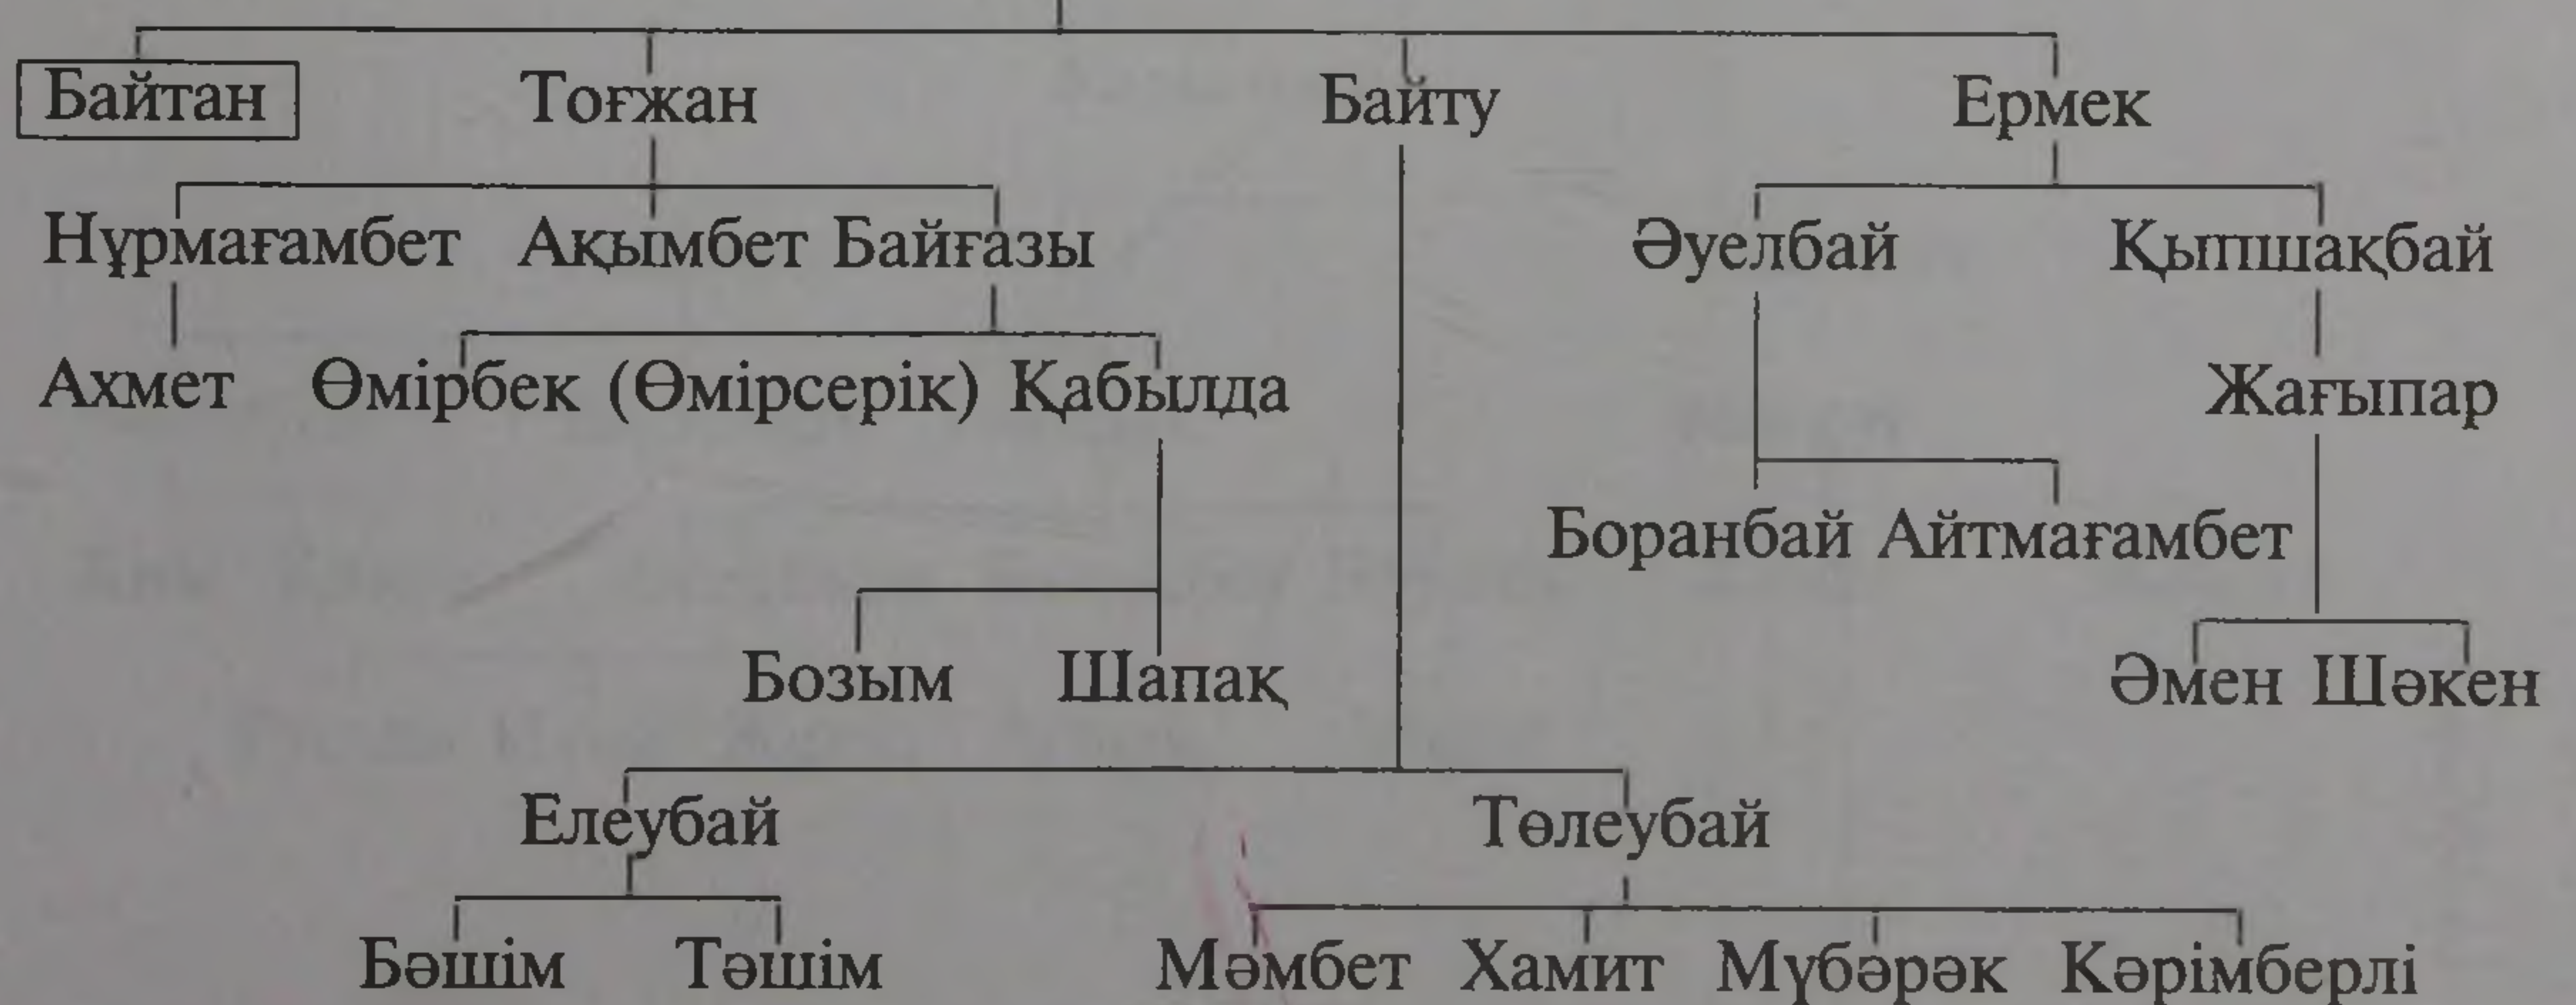 Байтан Тоғжан Байту Ермек
Нұрмағамбет Ақымбет Байғазы Әуелбай Қыпшақбай
Ахмет Өмірбек (Өмірсерік) Қабылда Жағыпар
Боранбай Айтмағамбет
Бозым Шапақ Әмен Шәкен
Елеубай Төлеубай
Бәшім Тәшім Мәмбет Хамит Мүбәрәк Кәрімберлі